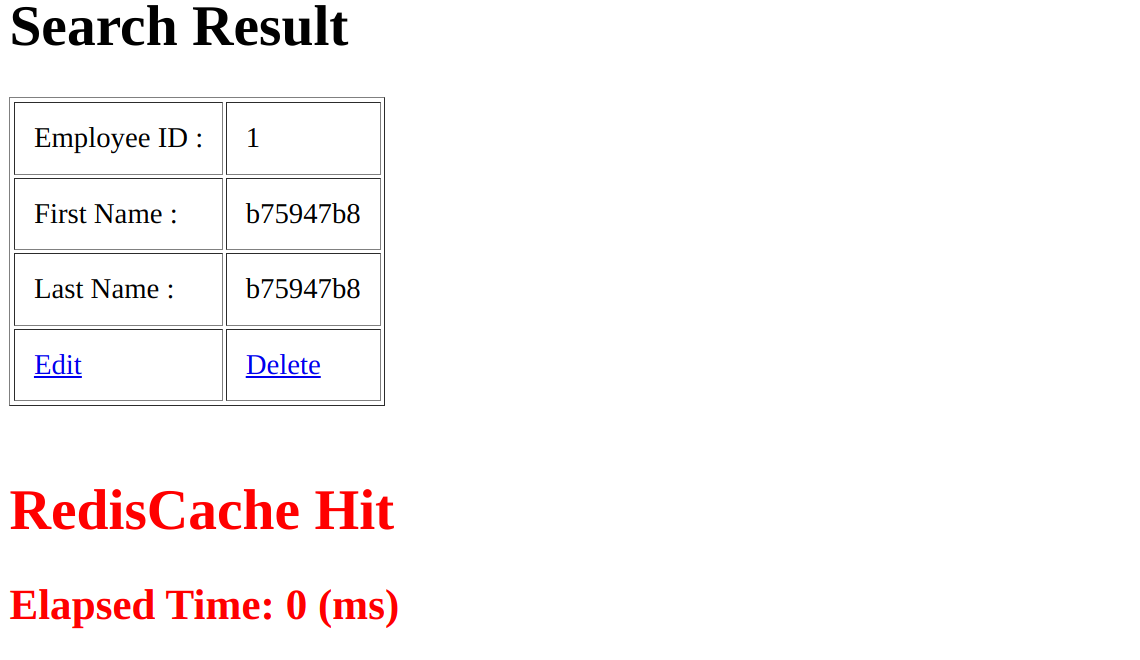 Search Result
Employee ID : 1
First Name : b75947b8
Last Name : b75947b8
Edit Delete
RedisCache Hit
Elapsed Time: 0 (ms)